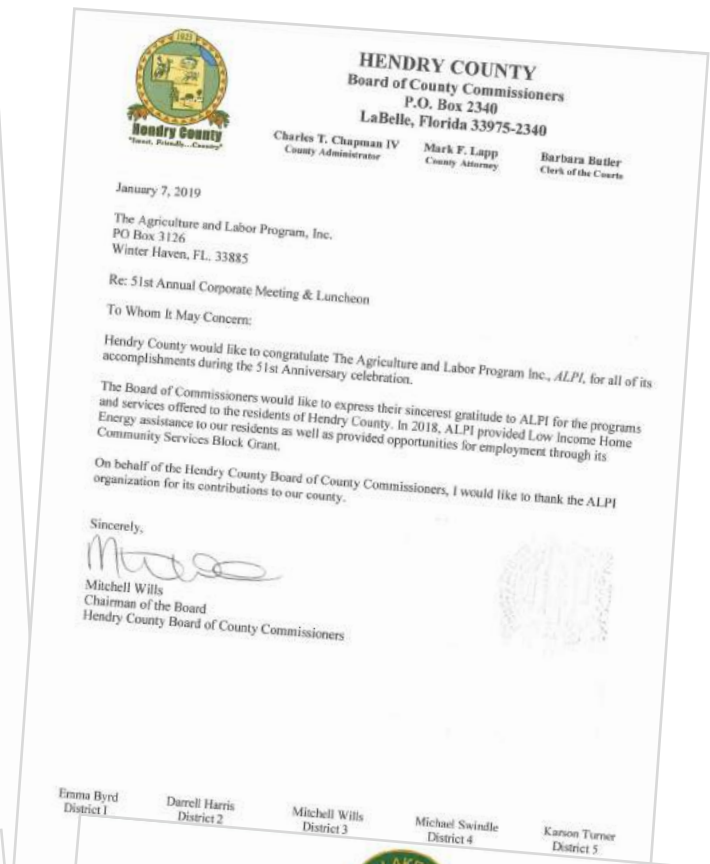 1923
Hendry County
"Sweet, Friendly...Country"
HENDRY COUNTY
Board of County Commissioners
P.O. Box 2340
LaBelle, Florida 33975-2340
Charles T. Chapman IV
County Administrator
Mark F. Lapp
County Attorney
Barbara Butler
Clerk of the Courts
January 7, 2019
The Agriculture and Labor Program, Inc.
PO Box 3126
Winter Haven, FL. 33885
Re: 51st Annual Corporate Meeting & Luncheon
To Whom It May Concern:
Hendry County would like to congratulate The Agriculture and Labor Program Inc., ALPI, for all of its
accomplishments during the 51st Anniversary celebration.
The Board of Commissioners would like to express their sincerest gratitude to ALPI for the programs
and services offered to the residents of Hendry County. In 2018, ALPI provided Low Income Home
Energy assistance to our residents as well as provided opportunities for employment through its
Community Services Block Grant.
On behalf of the Hendry County Board of County Commissioners, I would like to thank the ALPI
organization for its contributions to our county.
Sincerely,
Mitchell Wills
Chairman of the Board
Hendry County Board of County Commissioners
Emma Byrd
District 1
Darrell Harris
District 2
Mitchell Wills
District 3
Michael Swindle
District 4
Karson Turner
District 5
LAKE